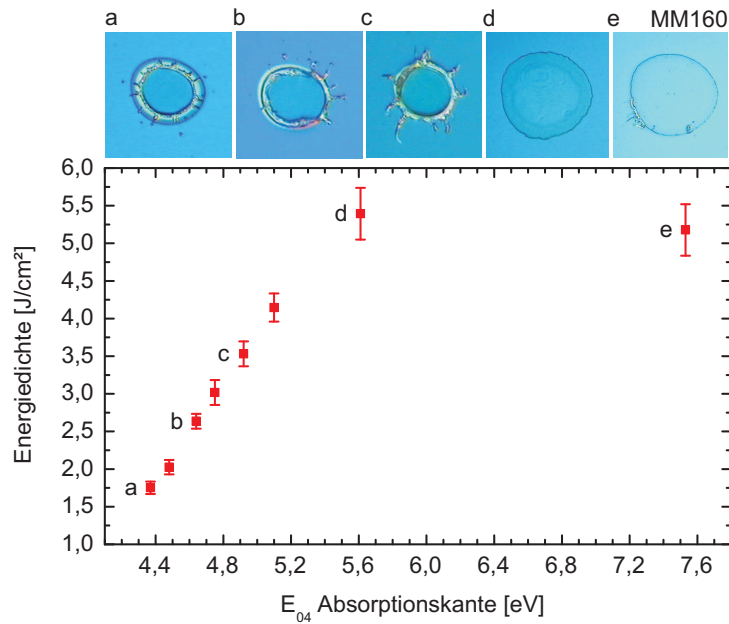 a b c d e MM160
6,0
5,5
5,0
4,5
4,0
3,5
3,0
2,5
2,0
1,5
1,0
Energiedichte [J/cm²]
d
e
c
b
a
4,4 4,8 5,2 5,6 6,0 6,4 6,8 7,2 7,6
E04 Absorptionskante [eV]